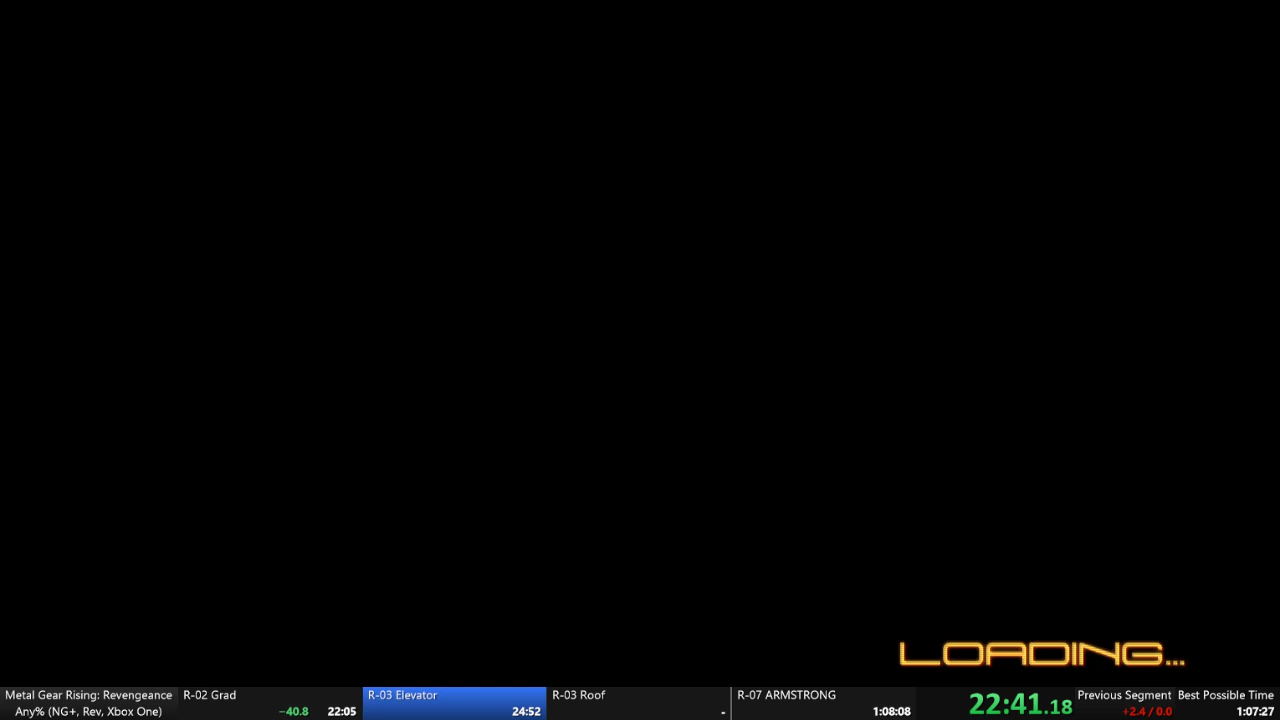 LOADING...
Metal Gear Rising: Revengeance
Any% (NG+, Rev, Xbox One)
R-02 Grad
−40.8 22:05
R-03 Elevator
24:52
R-03 Roof
-
R-07 ARMSTRONG
1:08:08
22:41.18
Previous Segment
+2.4 / 0.0
Best Possible Time
1:07:27